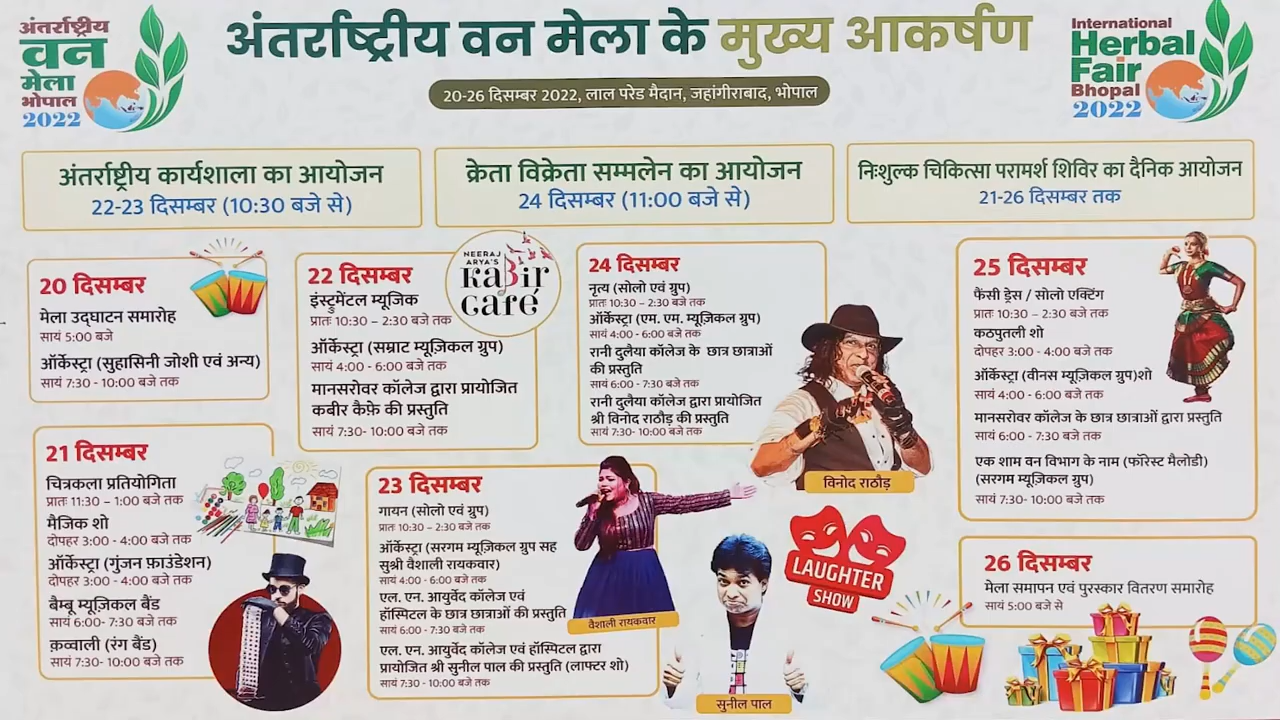 अंतर्राष्ट्रीय
वन
मेला
भोपाल
2022
अंतर्राष्ट्रीय वन मेला के मुख्य आकर्षण
20-26 दिसम्बर 2022, लाल परेड मैदान, जहांगीराबाद, भोपाल
International
Herbal
Fair
Bhopal
2022
अंतर्राष्ट्रीय कार्यशाला का आयोजन
22-23 दिसम्बर (10:30 बजे से)
क्रेता विक्रेता सम्मलेन का आयोजन
24 दिसम्बर (11:00 बजे से)
निःशुल्क चिकित्सा परामर्श शिविर का दैनिक आयोजन
21-26 दिसम्बर तक
20 दिसम्बर
मेला उद्घाटन समारोह
सायं 5:00 बजे
ऑर्केस्ट्रा (सुहासिनी जोशी एवं अन्य)
सायं 7:30 - 10:00 बजे तक
21 दिसम्बर
चित्रकला प्रतियोगिता
प्रातः 11:30 – 1:00 बजे तक
मैजिक शो
दोपहर 3:00 - 4:00 बजे तक
ऑर्केस्ट्रा (गुंजन फ़ाउंडेशन)
दोपहर 3:00 - 4:00 बजे तक
बैम्बू म्यूज़िकल बैंड
सायं 6:00- 7:30 बजे तक
क़व्वाली (रंग बैंड)
सायं 7:30- 10:00 बजे तक
22 दिसम्बर
इंस्ट्रुमेंटल म्यूजिक
प्रातः 10:30 – 2:30 बजे तक
ऑर्केस्ट्रा (सम्राट म्यूज़िकल ग्रुप)
सायं 4:00 - 6:00 बजे तक
मानसरोवर कॉलेज द्वारा प्रायोजित
कबीर कैफ़े की प्रस्तुति
सायं 7:30- 10:00 बजे तक
NEERAJ
ARYA'S
KaBir
café
23 दिसम्बर
गायन (सोलो एवं ग्रुप)
प्रातः 10:30 – 2:30 बजे तक
ऑर्केस्ट्रा (सरगम म्यूज़िकल ग्रुप सह
सुश्री वैशाली रायकवार)
सायं 4:00 - 6:00 बजे तक
एल. एन. आयुर्वेद कॉलेज एवं
हॉस्पिटल के छात्र छात्राओं की प्रस्तुति
सायं 6:00 - 7:30 बजे तक
एल. एन. आयुर्वेद कॉलेज एवं हॉस्पिटल द्वारा
प्रायोजित श्री सुनील पाल की प्रस्तुति (लाफ्टर शो)
सायं 7:30 - 10:00 बजे तक
वैशाली रायकवार
24 दिसम्बर
नृत्य (सोलो एवं ग्रुप)
प्रातः 10:30 – 2:30 बजे तक
ऑर्केस्ट्रा (एम. एम. म्यूज़िकल ग्रुप)
सायं 4:00 - 6:00 बजे तक
रानी दुलैया कॉलेज के छात्र छात्राओं
की प्रस्तुति
सायं 6:00 - 7:30 बजे तक
रानी दुलैया कॉलेज द्वारा प्रायोजित
श्री विनोद राठौड़ की प्रस्तुति
सायं 7:30- 10:00 बजे तक
विनोद राठौड़
LAUGHTER
SHOW
सुनील पाल
25 दिसम्बर
फैंसी ड्रेस / सोलो एक्टिंग
प्रातः 10:30 – 2:30 बजे तक
कठपुतली शो
दोपहर 3:00 - 4:00 बजे तक
ऑर्केस्ट्रा (वीनस म्यूज़िकल ग्रुप)शो
सायं 4:00 - 6:00 बजे तक
मानसरोवर कॉलेज के छात्र छात्राओं द्वारा प्रस्तुति
सायं 6:00 - 7:30 बजे तक
एक शाम वन विभाग के नाम (फॉरेस्ट मैलोडी)
(सरगम म्यूज़िकल ग्रुप)
सायं 7:30- 10:00 बजे तक
26 दिसम्बर
मेला समापन एवं पुरस्कार वितरण समारोह
सायं 5:00 बजे से